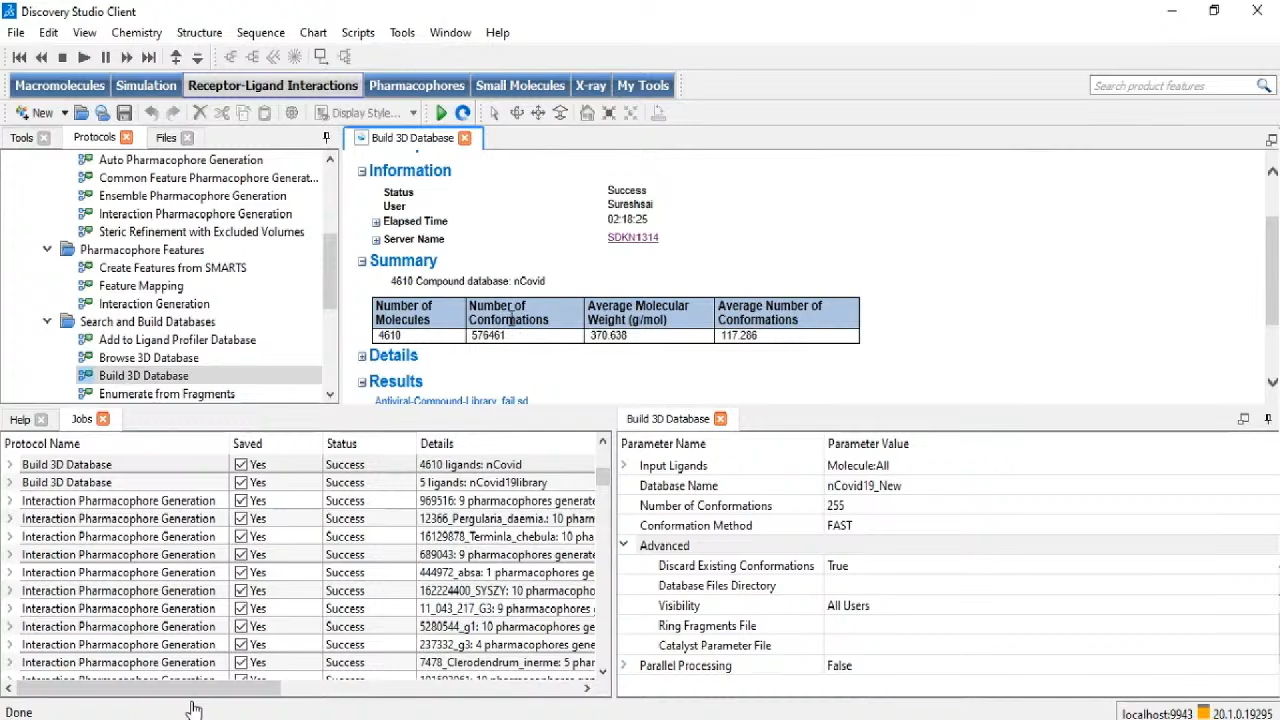 Discovery Studio Client
File Edit View Chemistry Structure Sequence Chart Scripts Tools Window Help
Macromolecules Simulation Receptor-Ligand Interactions Pharmacophores Small Molecules X-ray My Tools
Search product features
New Display Style...
Tools Protocols Files
Build 3D Database
Auto Pharmacophore Generation
Common Feature Pharmacophore Generat...
Ensemble Pharmacophore Generation
Interaction Pharmacophore Generation
Steric Refinement with Excluded Volumes
Pharmacophore Features
Create Features from SMARTS
Feature Mapping
Interaction Generation
Search and Build Databases
Add to Ligand Profiler Database
Browse 3D Database
Build 3D Database
Enumerate from Fragments
Information
Status Success
User Sureshsai
Elapsed Time 02:18:25
Server Name SDKN1314
Summary
4610 Compound database: nCovid
Number of Molecules Number of Conformations Average Molecular Weight (g/mol) Average Number of Conformations
4610 576461 370.638 117.286
Details
Results
Antiviral-Compound-Library_fail.sd
Help Jobs
Protocol Name Saved Status Details
Build 3D Database Yes Success 4610 ligands: nCovid
Build 3D Database Yes Success 5 ligands: nCovid19library
Interaction Pharmacophore Generation Yes Success 969516: 9 pharmacophores generate
Interaction Pharmacophore Generation Yes Success 12366_Pergularia_daemia.: 10 pharm
Interaction Pharmacophore Generation Yes Success 16129878_Terminla_chebula: 10 pha
Interaction Pharmacophore Generation Yes Success 689043: 9 pharmacophores generate
Interaction Pharmacophore Generation Yes Success 444972_absa: 1 pharmacophores ge
Interaction Pharmacophore Generation Yes Success 162224400_SYSZY: 10 pharmacopho
Interaction Pharmacophore Generation Yes Success 11_043_217_G3: 9 pharmacophores
Interaction Pharmacophore Generation Yes Success 5280544_g1: 10 pharmacophores ge
Interaction Pharmacophore Generation Yes Success 237332_g3: 4 pharmacophores gene
Interaction Pharmacophore Generation Yes Success 7478_Clerodendrum_inerme: 5 phar
Build 3D Database
Parameter Name Parameter Value
Input Ligands Molecule:All
Database Name nCovid19_New
Number of Conformations 255
Conformation Method FAST
Advanced
Discard Existing Conformations True
Database Files Directory
Visibility All Users
Ring Fragments File
Catalyst Parameter File
Parallel Processing False
Done
localhost:9943 20.1.0.19295